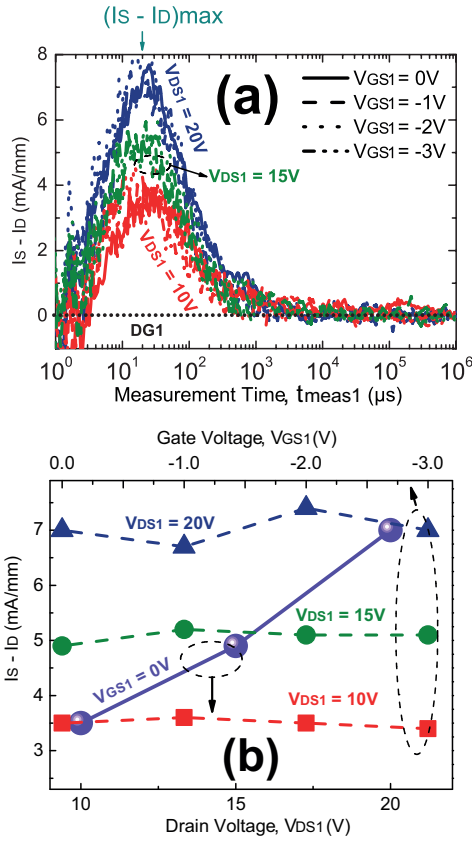 (IS - ID)max
IS - ID (mA/mm)
8
6
4
2
0
(a)
VGS1 = 0V
VGS1 = -1V
VGS1 = -2V
VGS1 = -3V
VDS1 = 20V
VDS1 = 15V
VDS1 = 10V
DG1
10^0 10^1 10^2 10^3 10^4 10^5 10^6
Measurement Time, tmeas1 (μs)
Gate Voltage, VGS1(V)
0.0 -1.0 -2.0 -3.0
IS - ID (mA/mm)
7
6
5
4
3
VDS1 = 20V
VDS1 = 15V
VGS1 = 0V
VDS1 = 10V
(b)
10 15 20
Drain Voltage, VDS1(V)